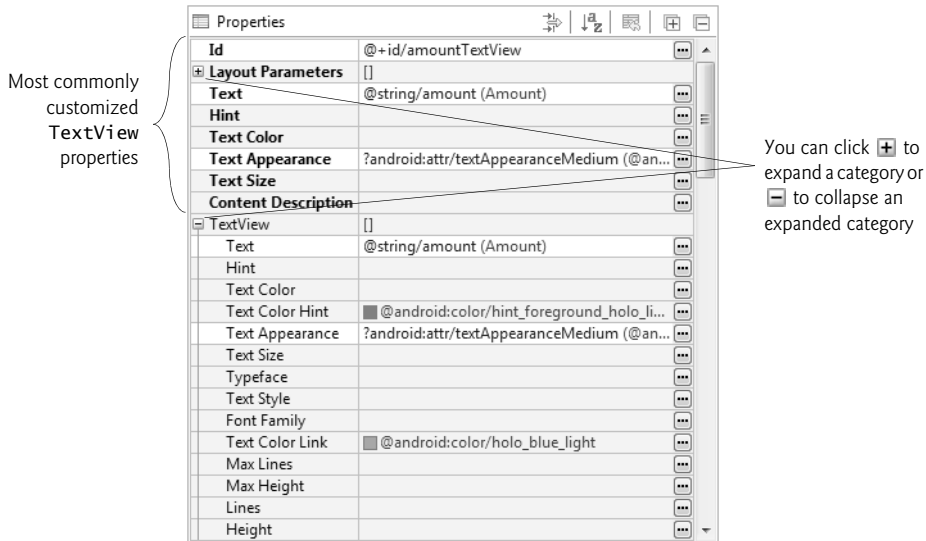 Properties
Id @+id/amountTextView
Layout Parameters []
Text @string/amount (Amount)
Hint
Text Color
Text Appearance ?android:attr/textAppearanceMedium (@an...
Text Size
Content Description
TextView []
Text @string/amount (Amount)
Hint
Text Color
Text Color Hint @android:color/hint_foreground_holo_li...
Text Appearance ?android:attr/textAppearanceMedium (@an...
Text Size
Typeface
Text Style
Font Family
Text Color Link @android:color/holo_blue_light
Max Lines
Max Height
Lines
Height
Most commonly
customized
TextView
properties
You can click + to
expand a category or
− to collapse an
expanded category